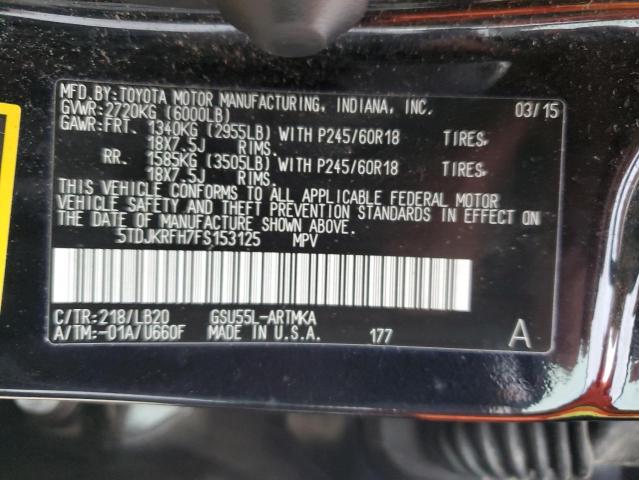 MFD.BY:TOYOTA MOTOR MANUFACTURING, INDIANA, INC. 03/15
GVWR:2720KG (6000LB)
GAWR:FRT. 1340KG (2955LB) WITH P245/60R18 TIRES,
18X7.5J RIMS.
RR. 1585KG (3505LB) WITH P245/60R18 TIRES,
18X7.5J RIMS.
THIS VEHICLE CONFORMS TO ALL APPLICABLE FEDERAL MOTOR
VEHICLE SAFETY AND THEFT PREVENTION STANDARDS IN EFFECT ON
THE DATE OF MANUFACTURE SHOWN ABOVE.
5TDJKRFH7FS153125 MPV
C/TR:218/LB20 GSU55L-ARTMKA
A/TM:-01A/U660F MADE IN U.S.A. 177 A